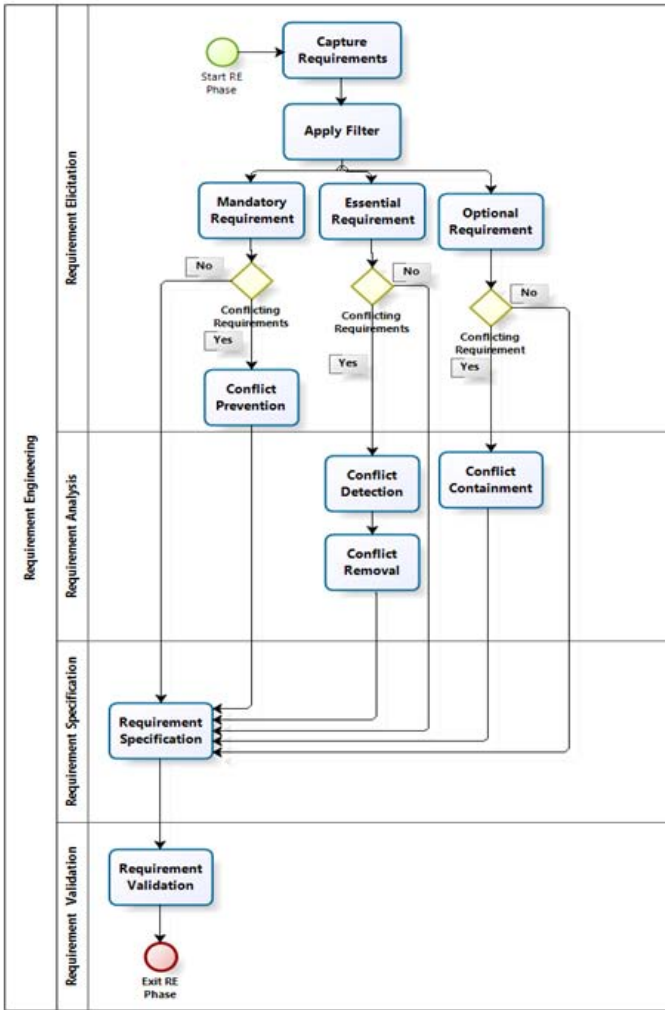 Requirement Engineering
Requirement Elicitation
Start RE
Phase
Capture
Requirements
Apply Filter
Mandatory
Requirement
Essential
Requirement
Optional
Requirement
No
Conflicting
Requirements
Yes
No
Conflicting
Requirements
Yes
No
Conflicting
Requirement
Yes
Conflict
Prevention
Requirement Analysis
Conflict
Detection
Conflict
Containment
Conflict
Removal
Requirement Specification
Requirement
Specification
Requirement Validation
Requirement
Validation
Exit RE
Phase